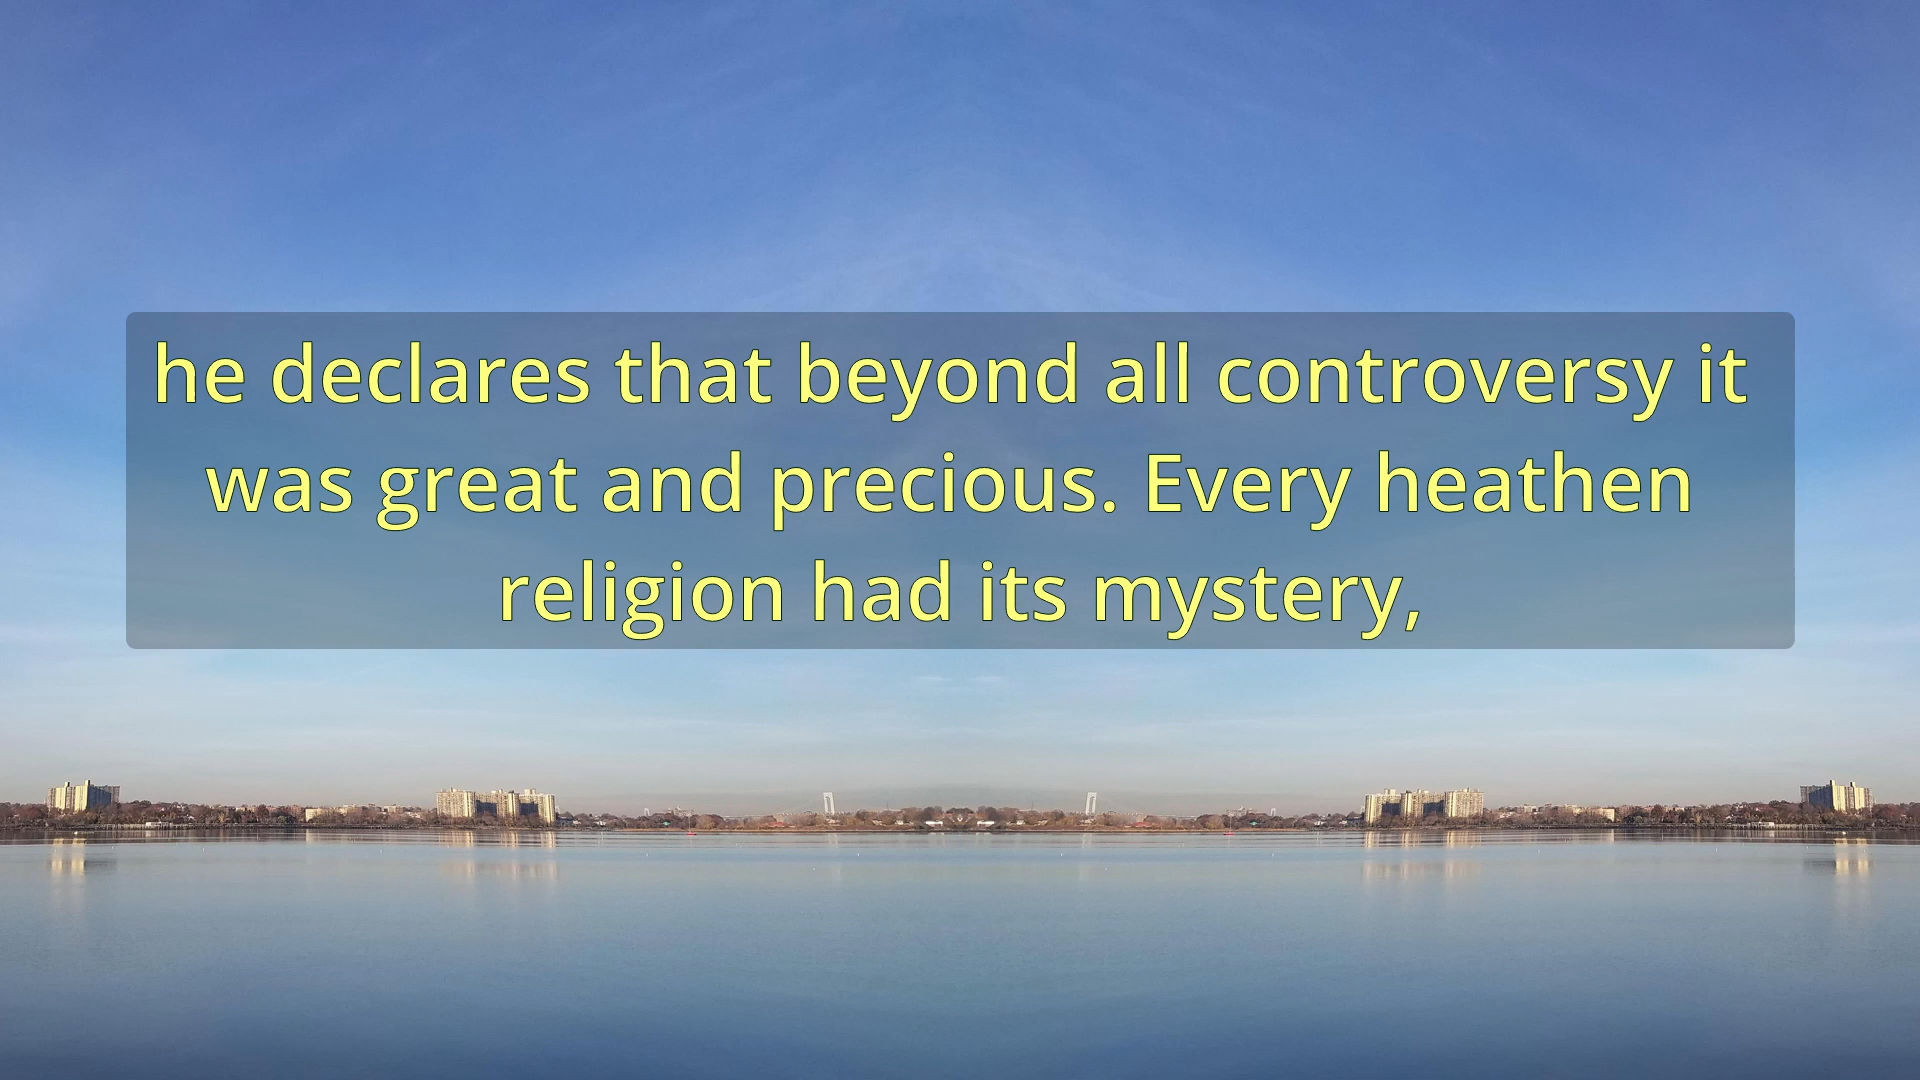 he declares that beyond all controversy it
was great and precious. Every heathen
religion had its mystery,